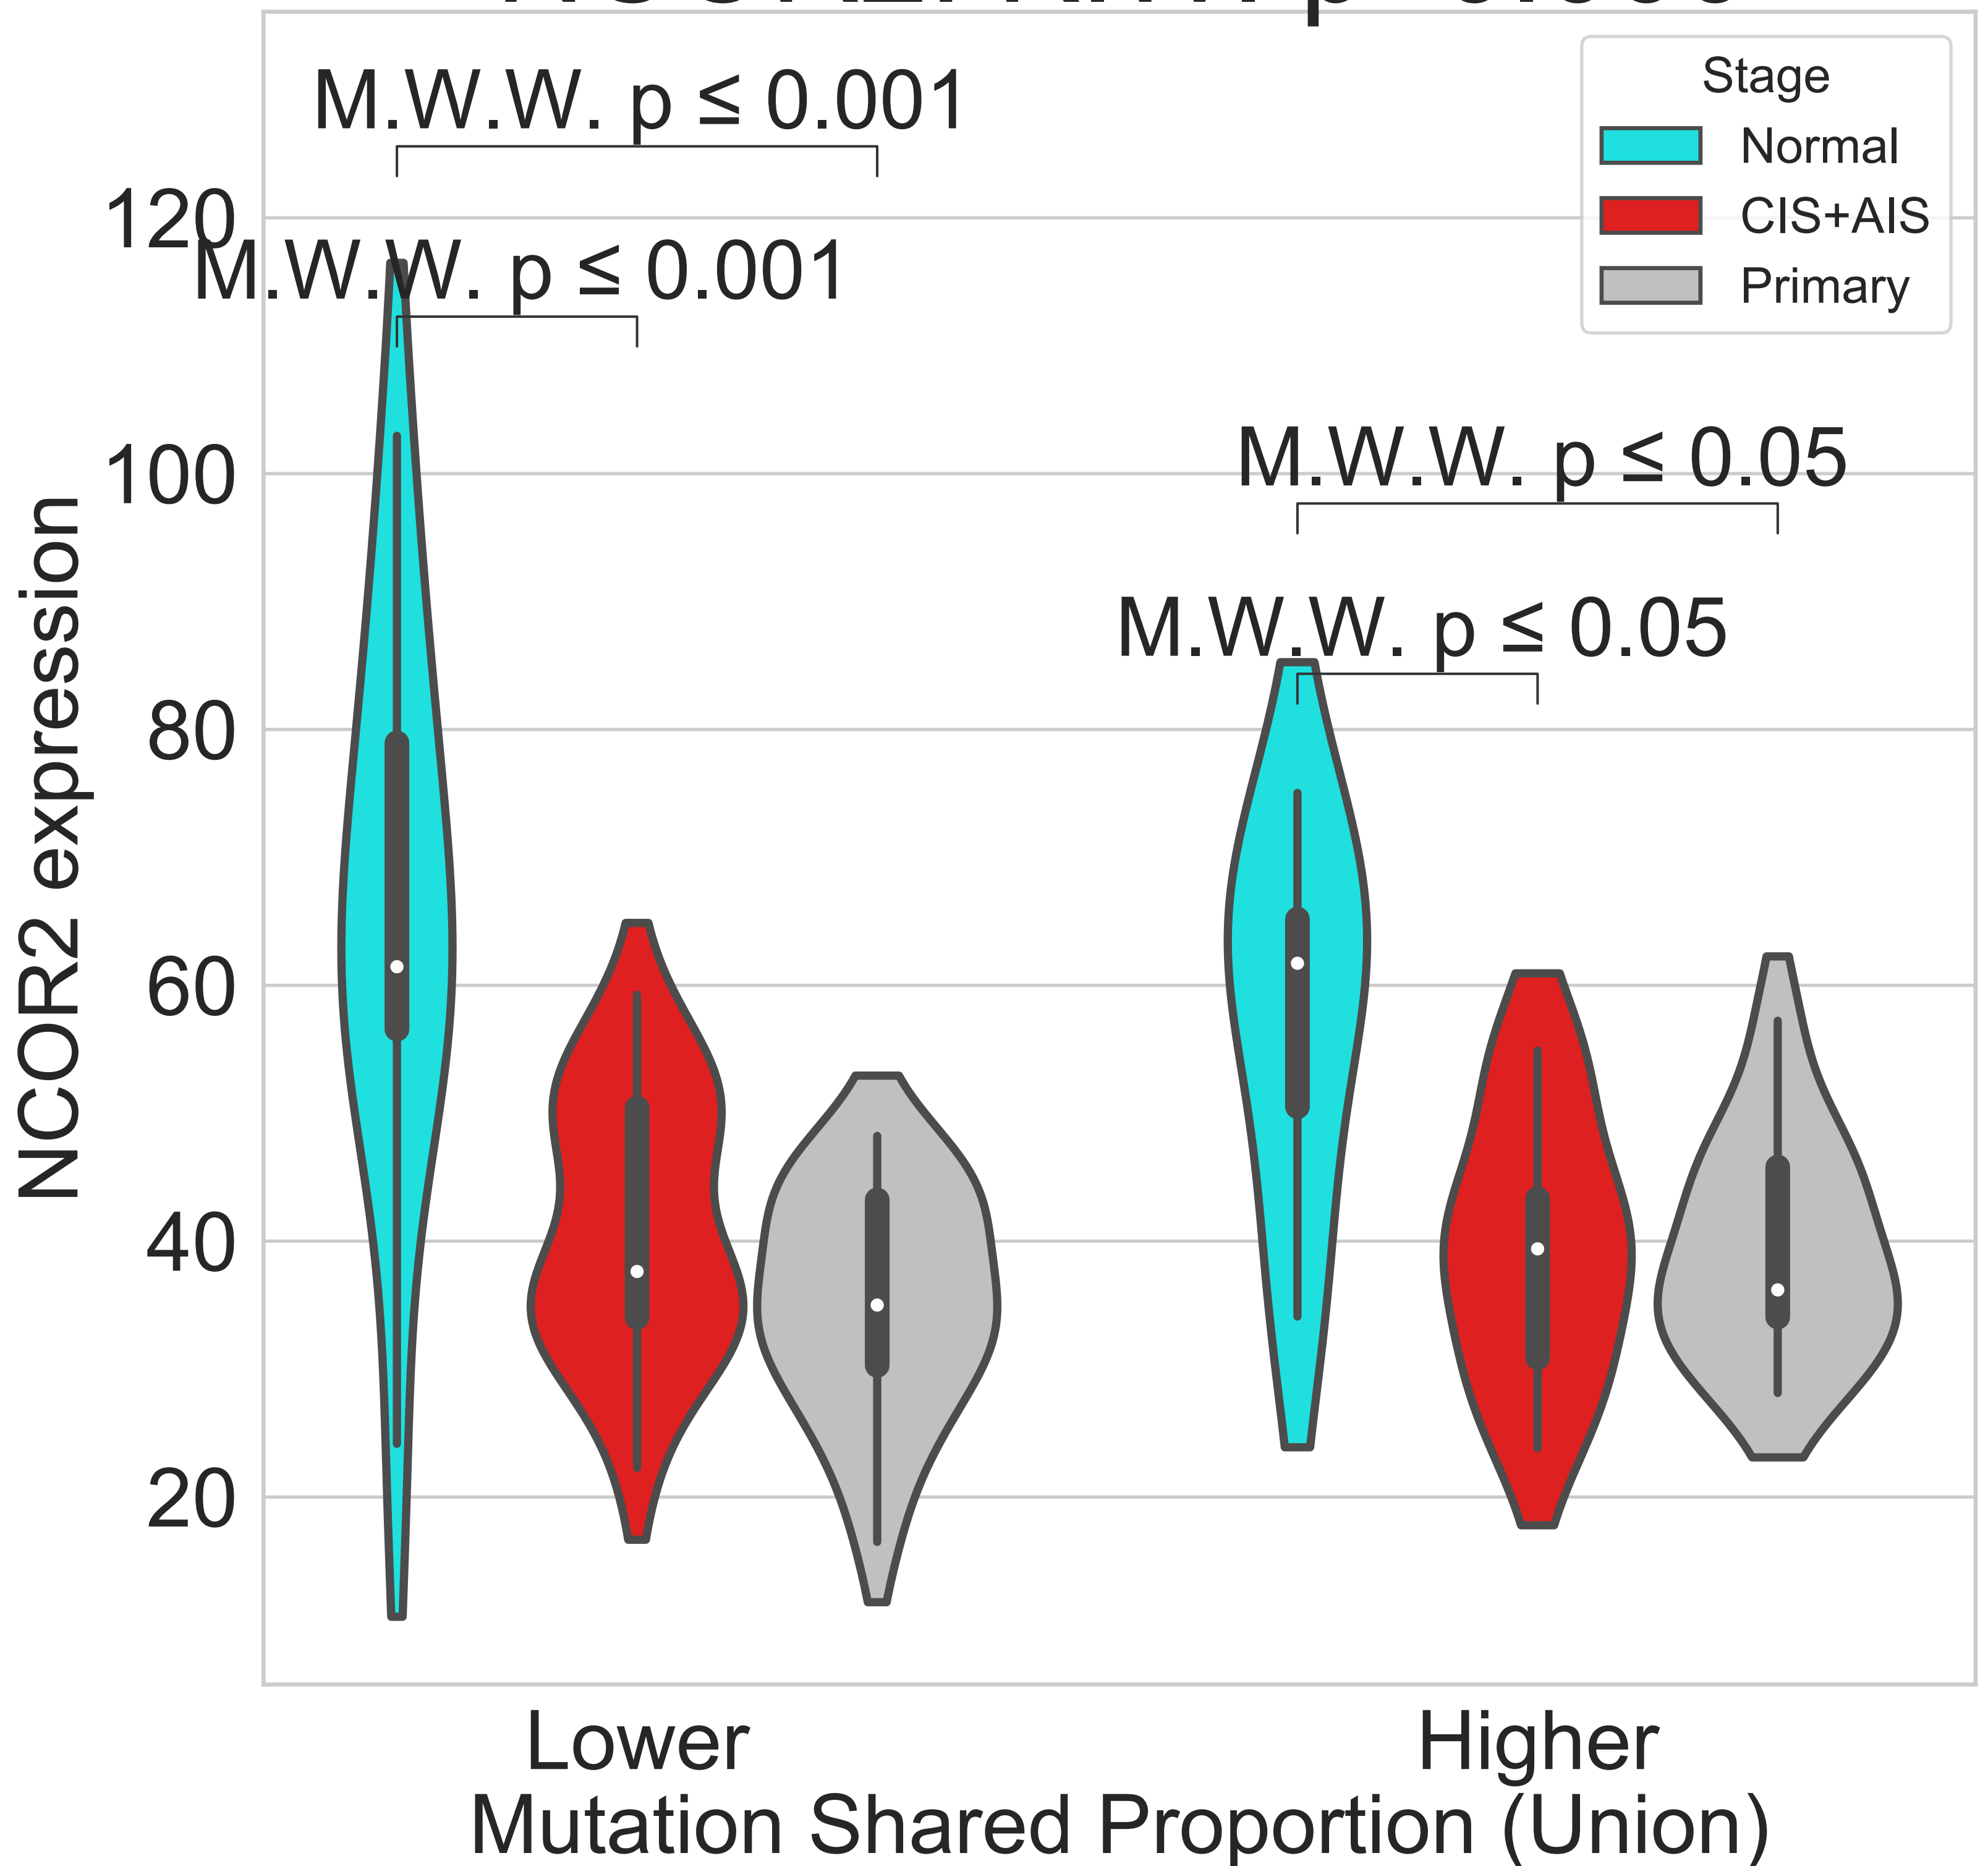 M.W.W. p ≤ 0.001
M.W.W. p ≤ 0.001
M.W.W. p ≤ 0.05
M.W.W. p ≤ 0.05
Stage
Normal
CIS+AIS
Primary
120
100
80
60
40
20
NCOR2 expression
Lower
Higher
Mutation Shared Proportion (Union)